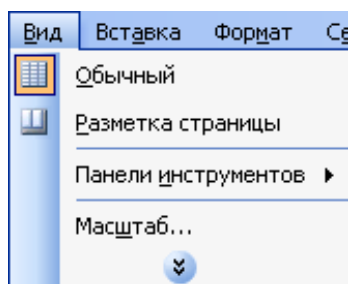 Вид Вставка Формат Се
Обычный
Разметка страницы
Панели инструментов
Масштаб...